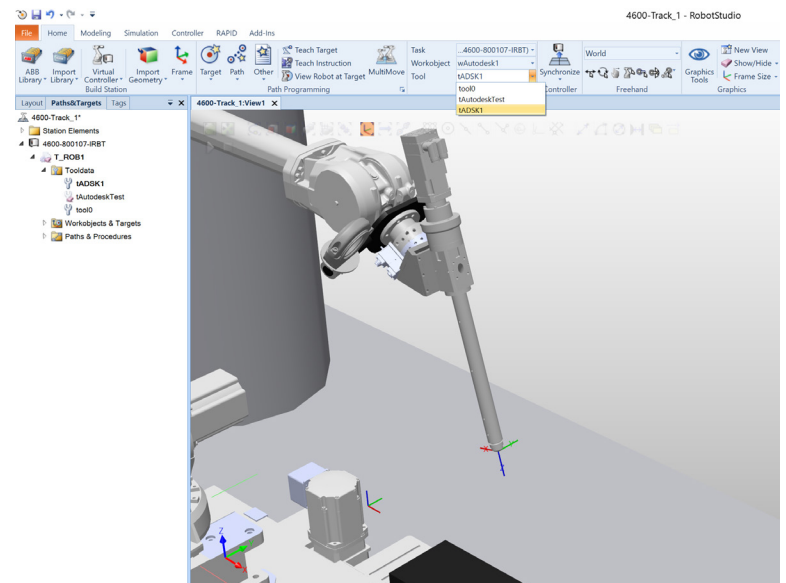 4600-Track_1 - RobotStudio
File Home Modeling Simulation Controller RAPID Add-Ins
ABB Library
Import Library
Virtual Controller
Import Geometry
Frame
Build Station
Target
Path
Other
Teach Target
Teach Instruction
View Robot at Target
MultiMove
Path Programming
Task ...4600-800107-IRBT)
Workobject wAutodesk1
Tool tADSK1
tool0
tAutodeskTest
tADSK1
Synchronize
Controller
World
Freehand
Graphics Tools
New View
Show/Hide
Frame Size
Graphics
Layout Paths&Targets Tags
4600-Track_1:View1 X
4600-Track_1*
Station Elements
4600-800107-IRBT
T_ROB1
Tooldata
tADSK1
tAutodeskTest
tool0
Workobjects & Targets
Paths & Procedures
X
Z
X